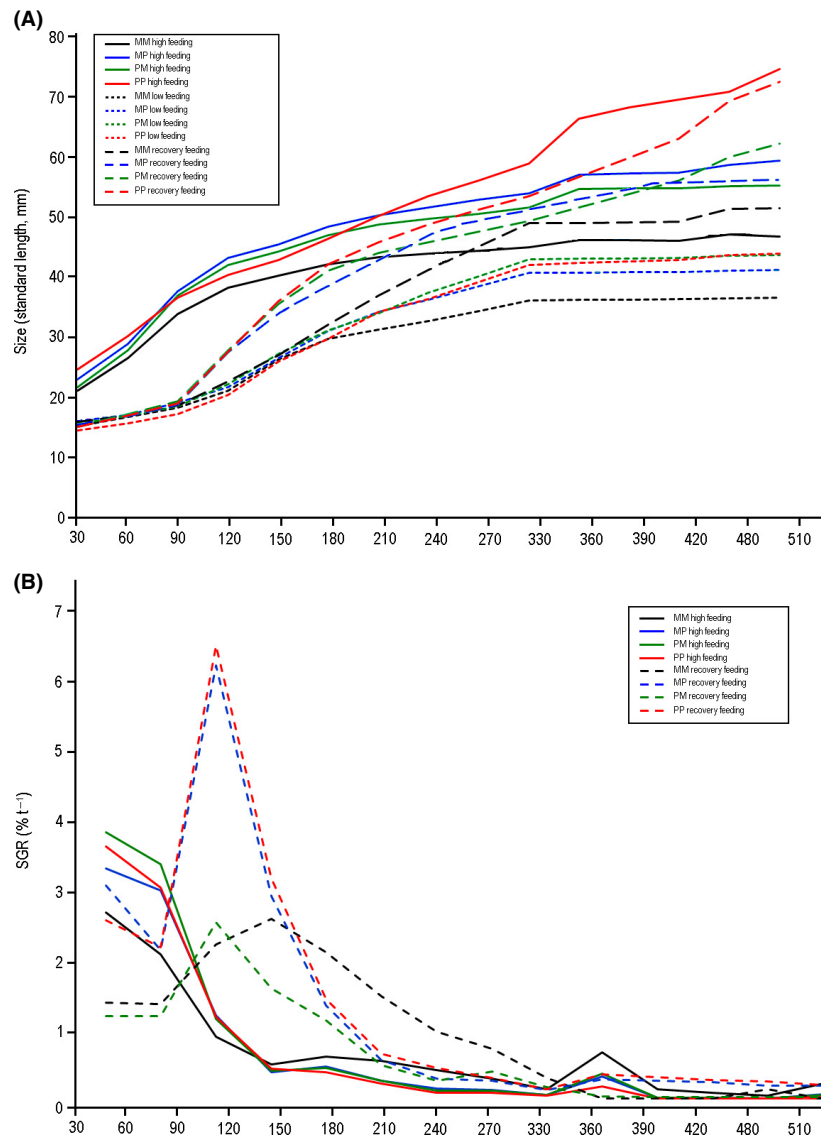 (A)
80
70
60
50
40
30
20
10
0
Size (standard length, mm)
MM high feeding
MP high feeding
PM high feeding
PP high feeding
MM low feeding
MP low feeding
PM low feeding
PP low feeding
MM recovery feeding
MP recovery feeding
PM recovery feeding
PP recovery feeding
30 60 90 120 150 180 210 240 270 330 360 390 420 480 510
(B)
7
6
5
4
3
2
1
0
SGR (% t⁻¹)
MM high feeding
MP high feeding
PM high feeding
PP high feeding
MM recovery feeding
MP recovery feeding
PM recovery feeding
PP recovery feeding
30 60 90 120 150 180 210 240 270 330 360 390 420 480 510